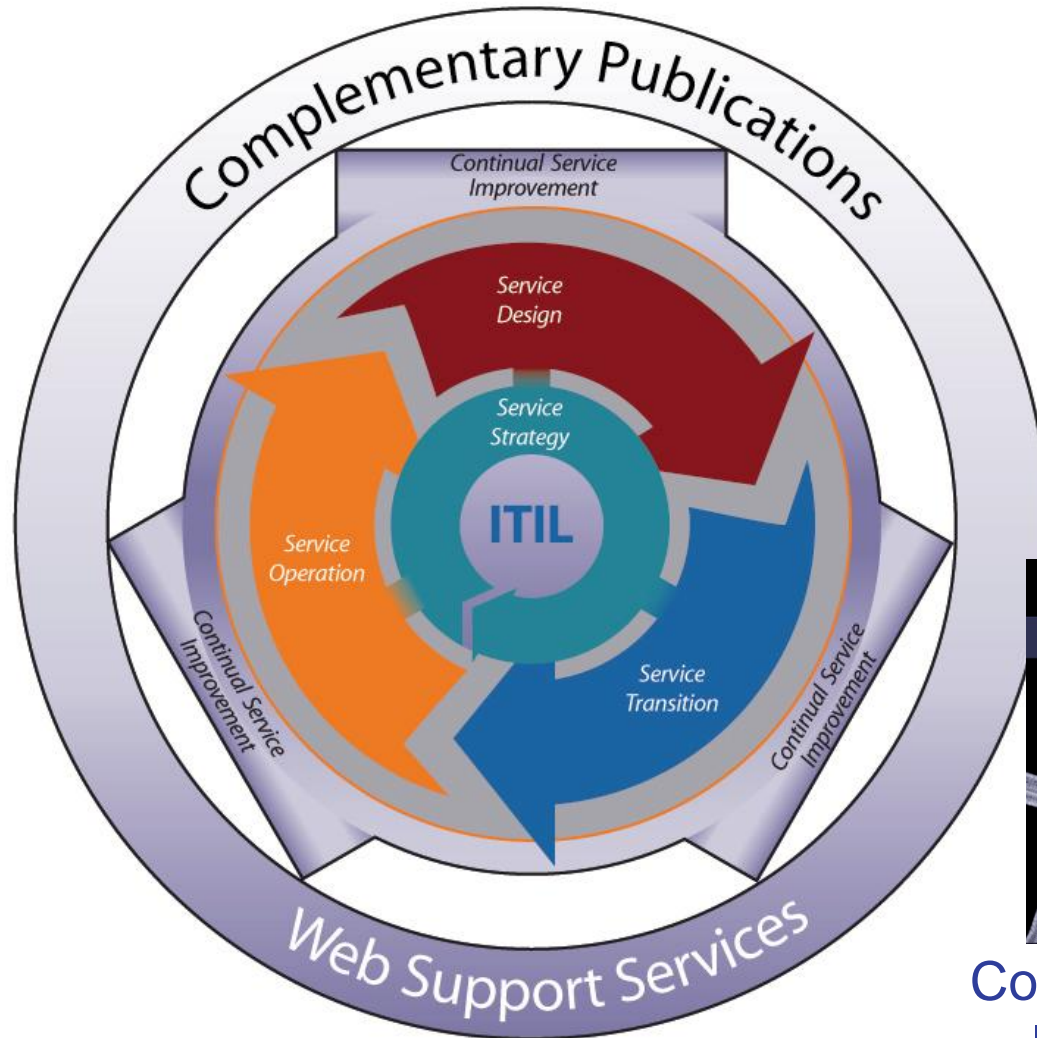 Complementary Publications
Continual Service
Improvement
Service
Design
Service
Strategy
ITIL
Service
Operation
Service
Transition
Continual Service
Improvement
Continual Service
Improvement
Web Support Services
Co